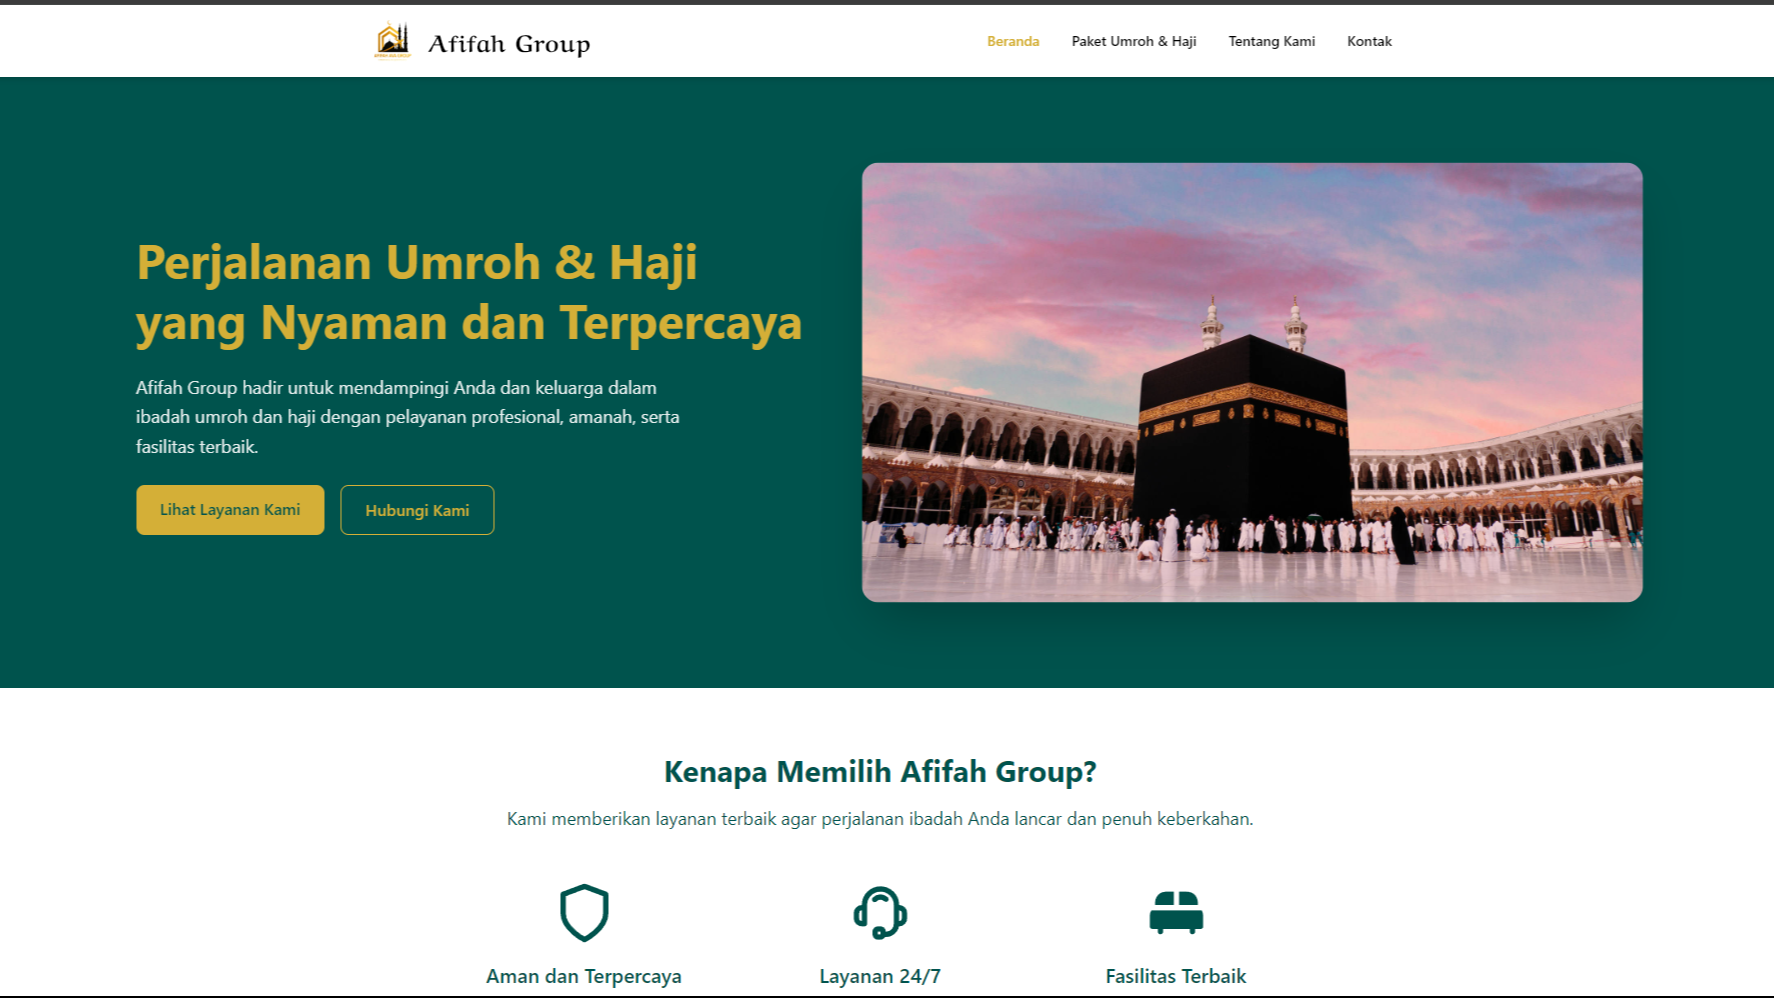 Afifah Group
Beranda
Paket Umroh & Haji
Tentang Kami
Kontak
Perjalanan Umroh & Haji
yang Nyaman dan Terpercaya
Afifah Group hadir untuk mendampingi Anda dan keluarga dalam
ibadah umroh dan haji dengan pelayanan profesional, amanah, serta
fasilitas terbaik.
Lihat Layanan Kami
Hubungi Kami
Kenapa Memilih Afifah Group?
Kami memberikan layanan terbaik agar perjalanan ibadah Anda lancar dan penuh keberkahan.
Aman dan Terpercaya
Layanan 24/7
Fasilitas Terbaik